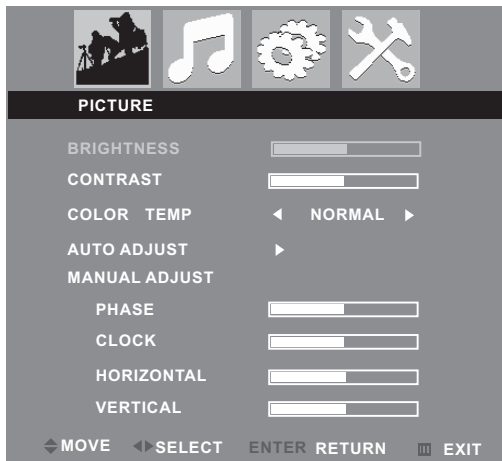 PICTURE
BRIGHTNESS
CONTRAST
COLOR TEMP NORMAL
AUTO ADJUST
MANUAL ADJUST
PHASE
CLOCK
HORIZONTAL
VERTICAL
MOVE SELECT ENTER RETURN EXIT